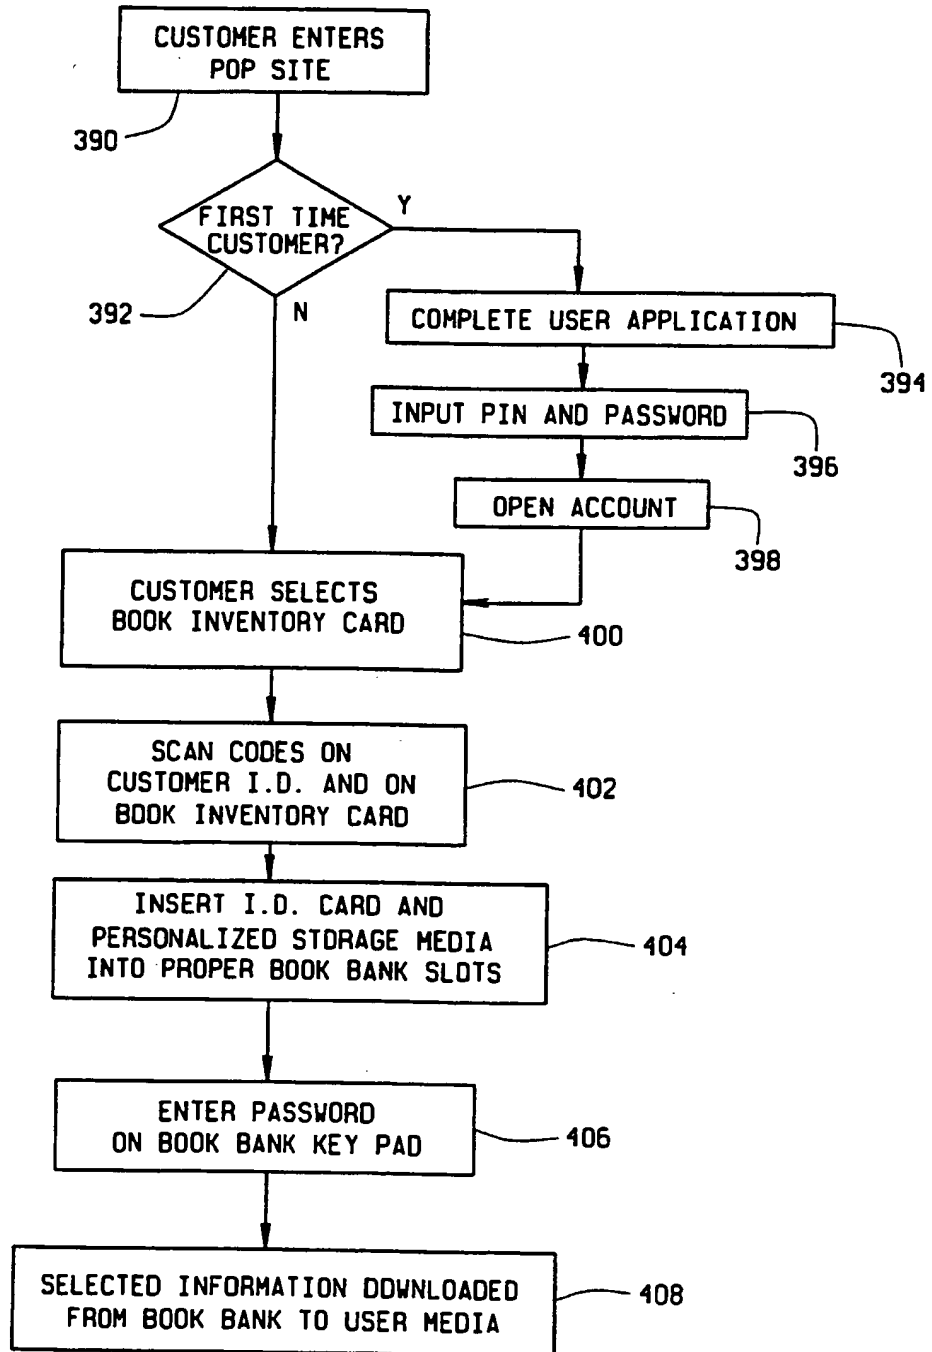 CUSTOMER ENTERS
POP SITE
390
FIRST TIME
CUSTOMER?
Y
392
N
COMPLETE USER APPLICATION
394
INPUT PIN AND PASSWORD
396
OPEN ACCOUNT
398
CUSTOMER SELECTS
BOOK INVENTORY CARD
400
SCAN CODES ON
CUSTOMER I.D. AND ON
BOOK INVENTORY CARD
402
INSERT I.D. CARD AND
PERSONALIZED STORAGE MEDIA
INTO PROPER BOOK BANK SLOTS
404
ENTER PASSWORD
ON BOOK BANK KEY PAD
406
SELECTED INFORMATION DOWNLOADED
FROM BOOK BANK TO USER MEDIA
408